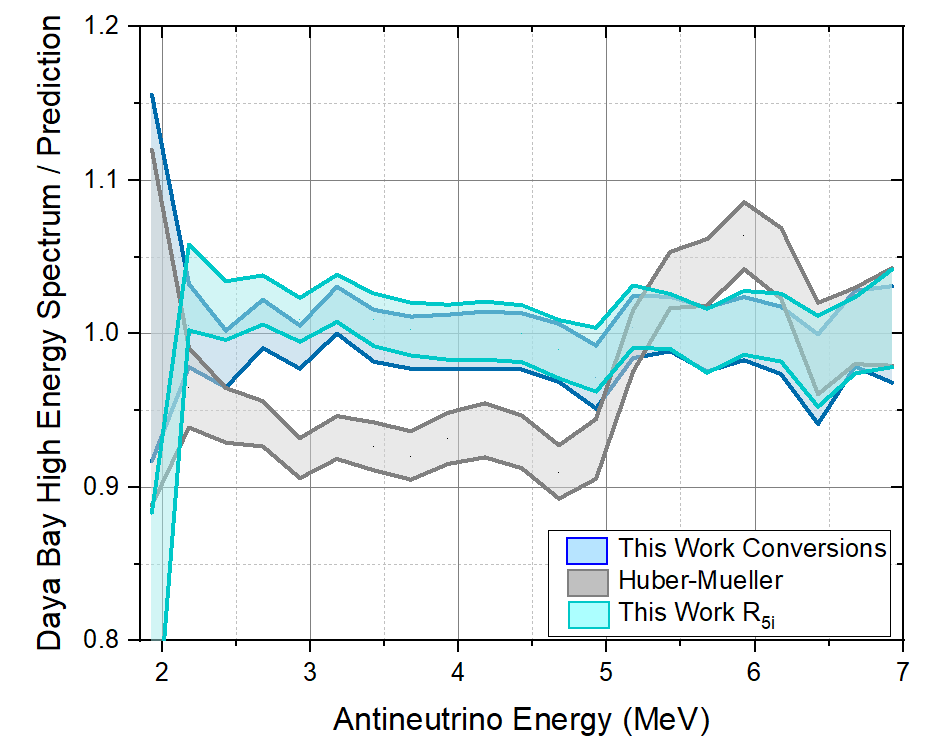 Daya Bay High Energy Spectrum / Prediction
1.2
1.1
1.0
0.9
0.8
This Work Conversions
Huber-Mueller
This Work R5i
2 3 4 5 6 7
Antineutrino Energy (MeV)